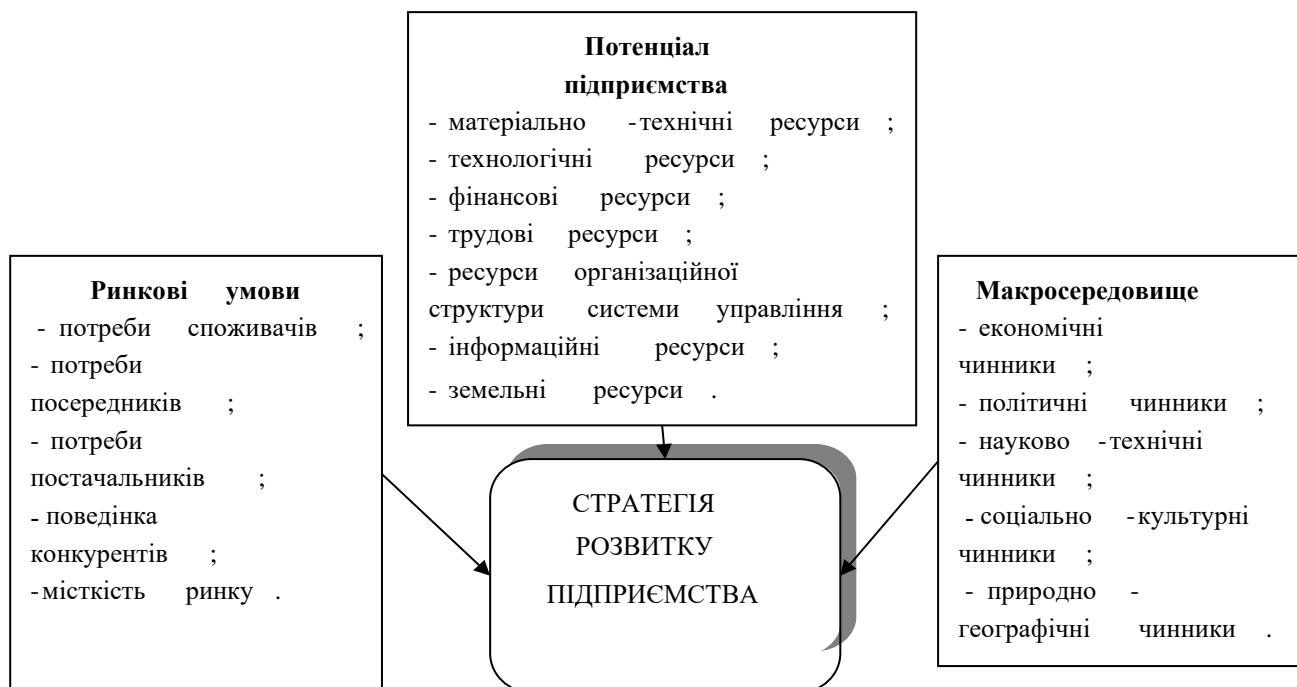 Потенціал
підприємства
- матеріально -технічні ресурси ;
- технологічні ресурси ;
- фінансові ресурси ;
- трудові ресурси ;
- ресурси організаційної
структури системи управління ;
- інформаційні ресурси ;
- земельні ресурси .
Ринкові умови
- потреби споживачів ;
- потреби
посередників ;
- потреби
постачальників ;
- поведінка
конкурентів ;
-місткість ринку .
СТРАТЕГІЯ
РОЗВИТКУ
ПІДПРИЄМСТВА
Макросередовище
- економічні
чинники ;
- політичні чинники ;
- науково -технічні
чинники ;
- соціально -культурні
чинники ;
- природно -
географічні чинники .